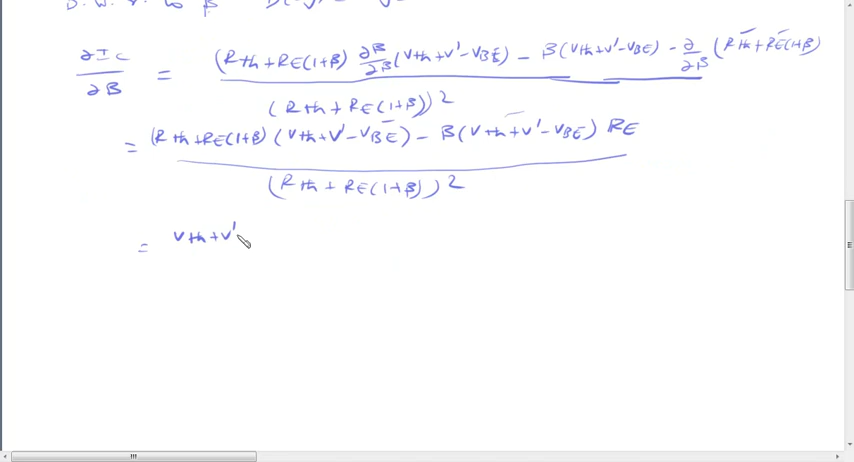 D. W. r. to β
∂Ic/∂β = (Rth+RE(1+β) ∂β/∂β (Vth+V'-VBE) - β(Vth+V'-VBE) - ∂/∂β (Rth+RE(1+β)) / (Rth+RE(1+β))²
= (Rth+RE(1+β) (Vth+V'-VBE) - β(Vth+V'-VBE) RE / (Rth+RE(1+β))²
= Vth+V'